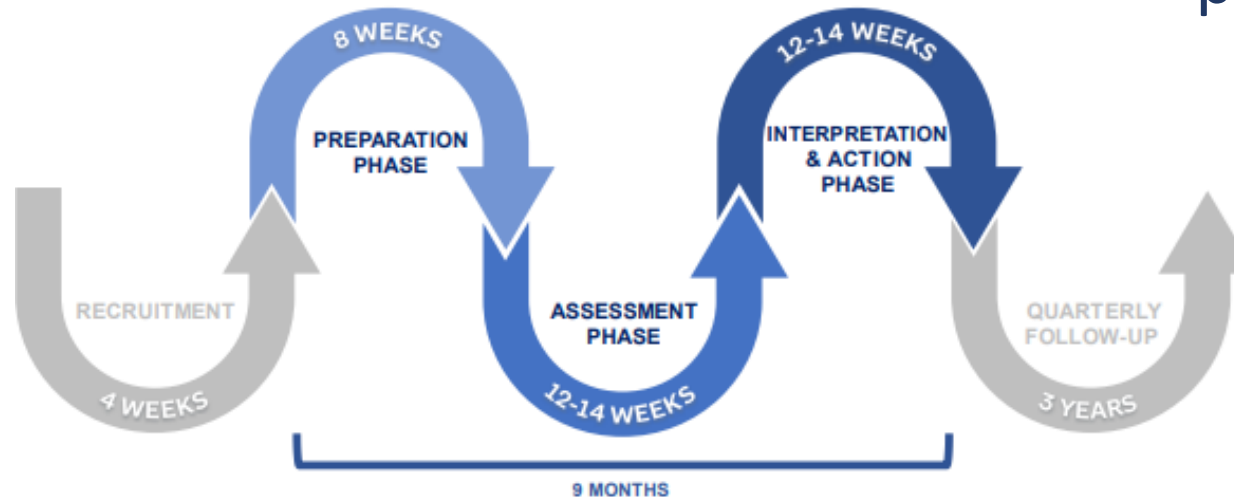 8 WEEKS
12-14 WEEKS
PREPARATION
PHASE
INTERPRETATION
& ACTION
PHASE
RECRUITMENT
ASSESSMENT
PHASE
QUARTERLY
FOLLOW-UP
4 WEEKS
12-14 WEEKS
3 YEARS
9 MONTHS